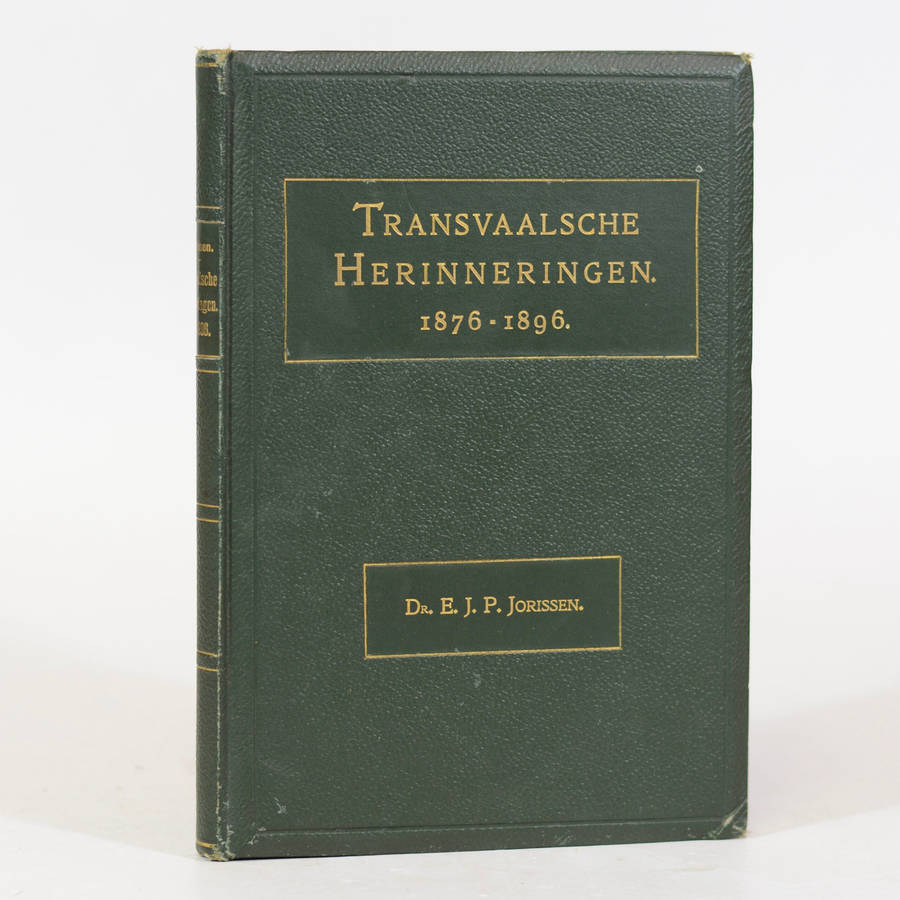 TRANSVAALSCHE
HERINNERINGEN.
1876-1896.
DR. E. J. P. JORISSEN.